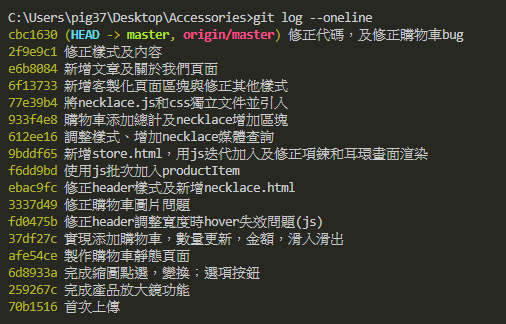 C:\Users\pig37\Desktop\Accessories>git log --oneline
cbc1630 (HEAD -> master, origin/master) 修正代碼，及修正購物車bug
2f9e9c1 修正樣式及內容
e6b8084 新增文章及關於我們頁面
6f13733 新增客製化頁面區塊與修正其他樣式
77e39b4 將necklace.js和css獨立文件並引入
933f4e8 購物車添加總計及necklace增加區塊
612ee16 調整樣式、增加necklace媒體查詢
9bddf65 新增store.html，用js迭代加入及修正項鍊和耳環畫面渲染
f6dd9bd 使用js批次加入productItem
ebac9fc 修正header樣式及新增necklace.html
3337d49 修正購物車圖片問題
fd0475b 修正header調整寬度時hover失效問題(js)
37df27c 實現添加購物車，數量更新，金額，滑入滑出
afe54ce 製作購物車靜態頁面
6d8933a 完成縮圖點選，變換；選項按鈕
259267c 完成產品放大鏡功能
70b1516 首次上傳